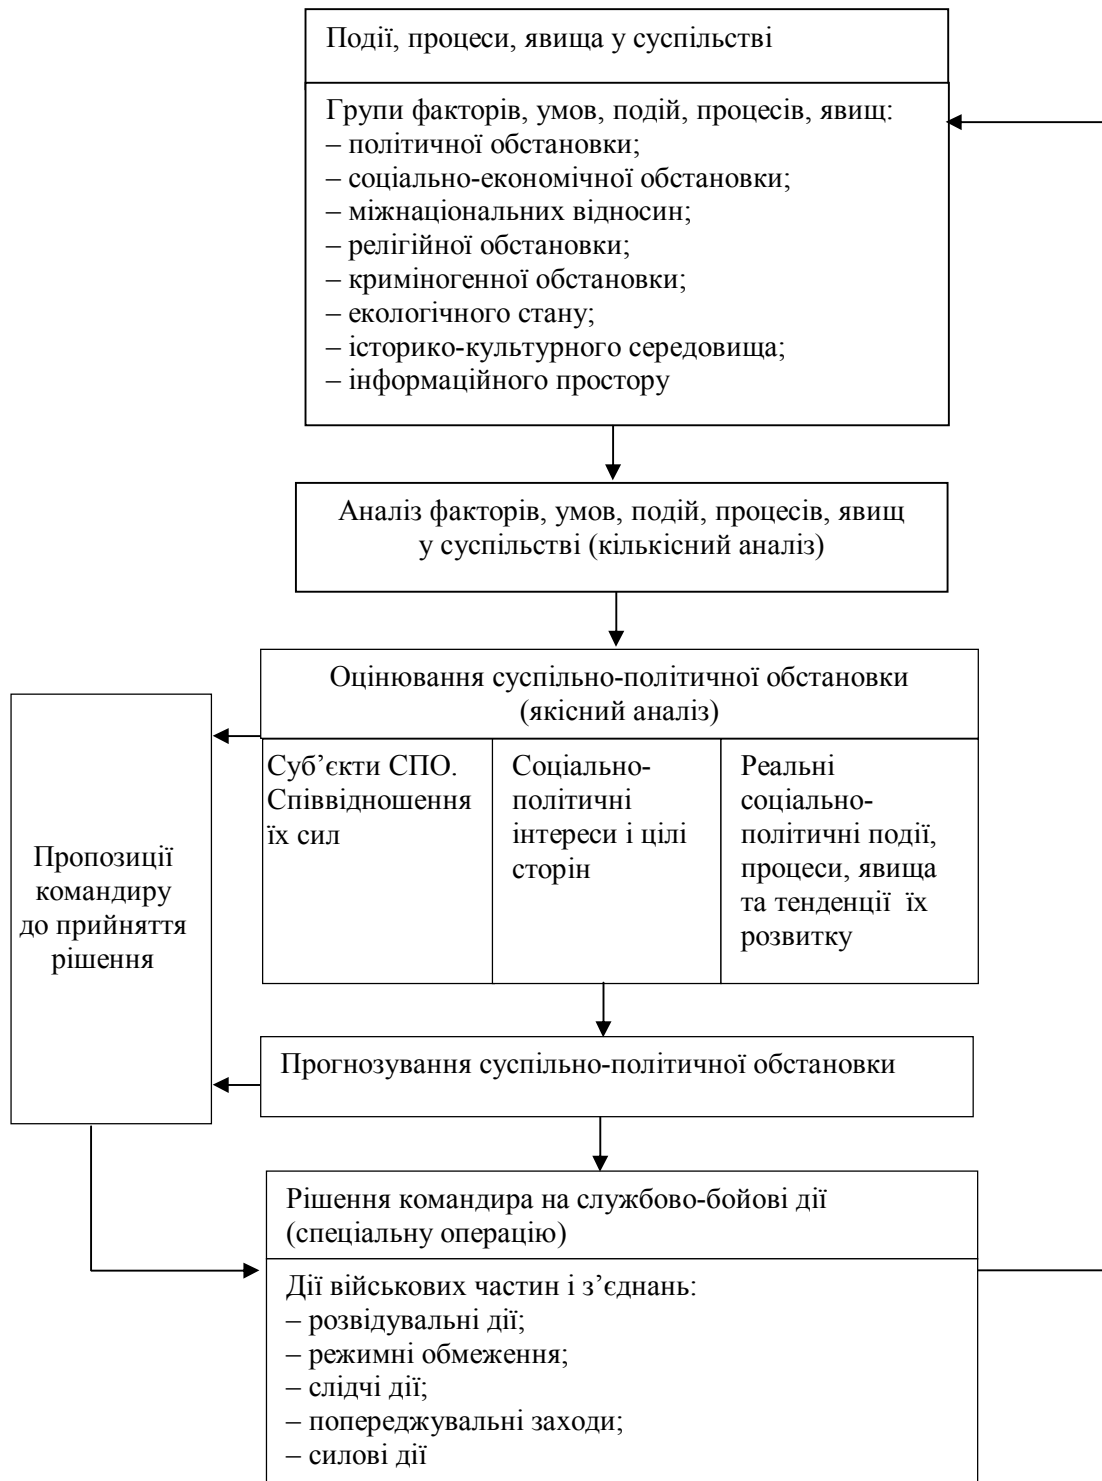 Події, процеси, явища у суспільстві
Групи факторів, умов, подій, процесів, явищ:
– політичної обстановки;
– соціально-економічної обстановки;
– міжнаціональних відносин;
– релігійної обстановки;
– криміногенної обстановки;
– екологічного стану;
– історико-культурного середовища;
– інформаційного простору
Аналіз факторів, умов, подій, процесів, явищ
у суспільстві (кількісний аналіз)
Оцінювання суспільно-політичної обстановки
(якісний аналіз)
Суб’єкти СПО.
Співвідношення
їх сил
Соціально-
політичні
інтереси і цілі
сторін
Реальні
соціально-
політичні події,
процеси, явища
та тенденції їх
розвитку
Пропозиції
командиру
до прийняття
рішення
Прогнозування суспільно-політичної обстановки
Рішення командира на службово-бойові дії
(спеціальну операцію)
Дії військових частин і з’єднань:
– розвідувальні дії;
– режимні обмеження;
– слідчі дії;
– попереджувальні заходи;
– силові дії